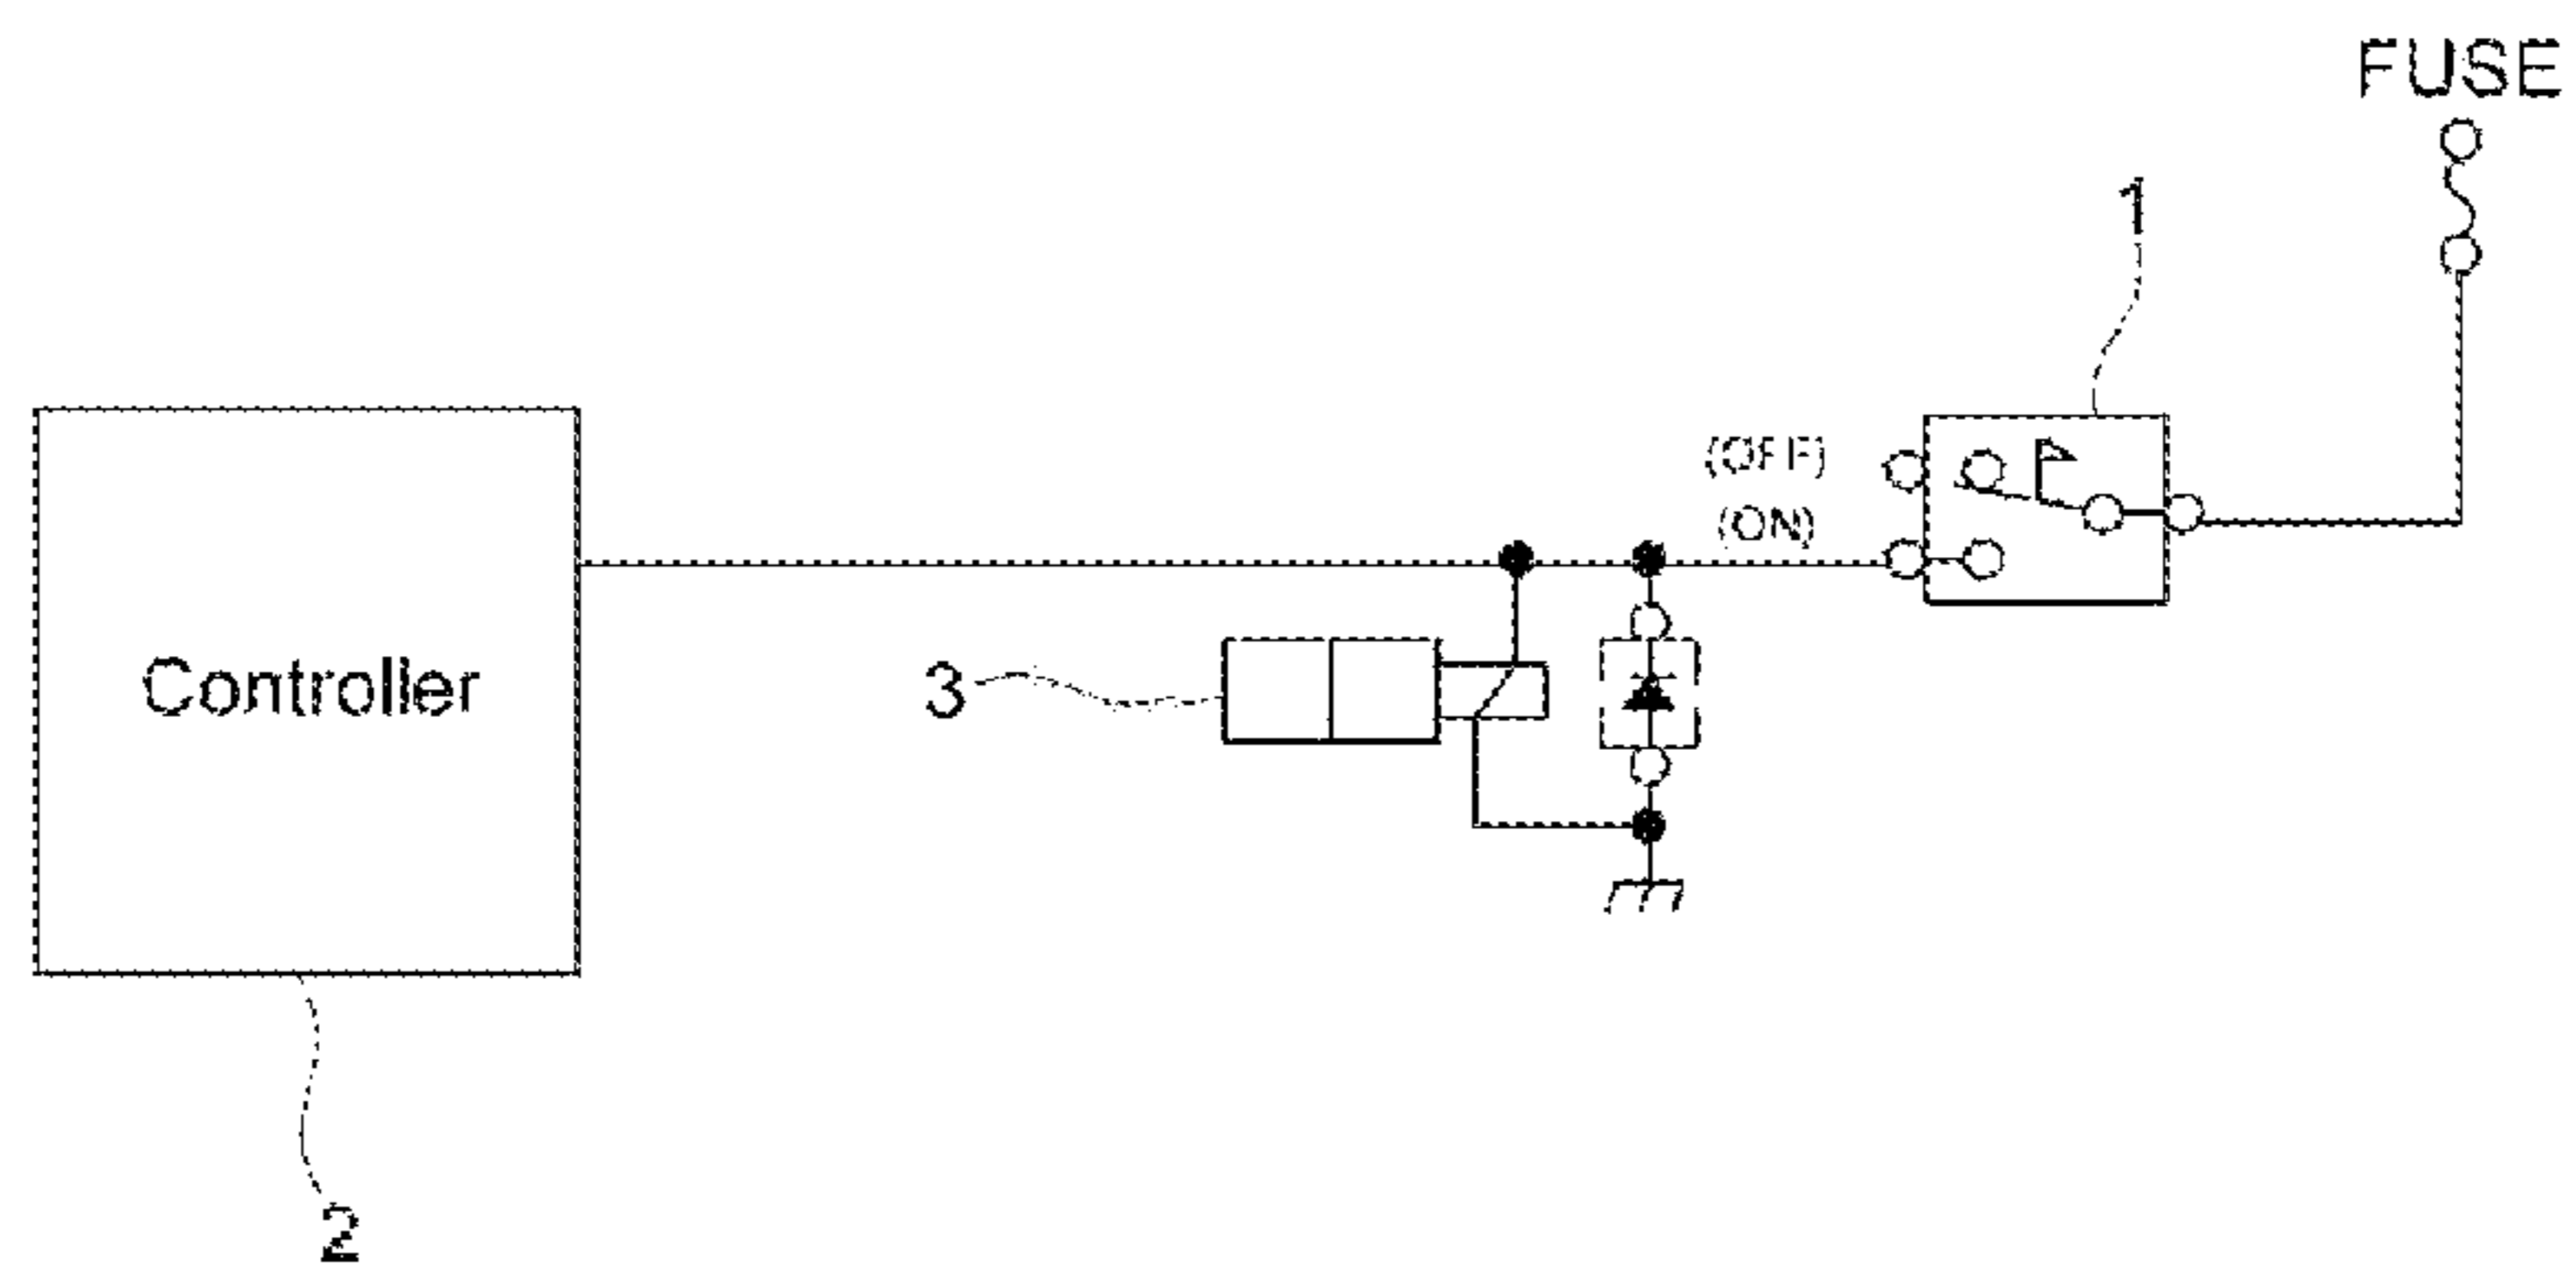 FUSE
1
(OFF)
(ON)
Controller
3
2